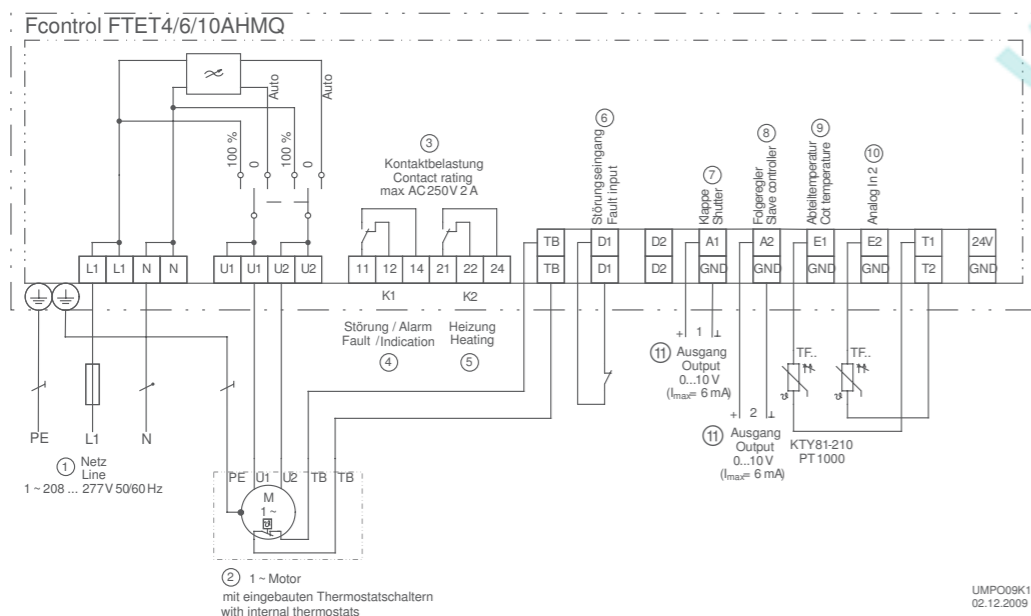 Fcontrol FTET4/6/10AHMQ
Auto
Auto
100 %
0
100 %
0
3
Kontaktbelastung
Contact rating
max. AC 250 V 2 A
6
Störungseingang
Fault input
7
Klappe
Shutter
8
Folgeregler
Slave controller
9
Abteiltemperatur
Cot temperature
10
Analog In 2
L1 L1 N N
U1 U1 U2 U2
11 12 14 21 22 24
K1 K2
TB D1 D2 A1 A2 E1 E2 T1 24V
TB D1 D2 GND GND GND GND T2 GND
Störung / Alarm
Fault / Indication
4
Heizung
Heating
5
+ 1 ⊥
11 Ausgang
Output
0...10 V
(Imax= 6 mA)
+ 2 ⊥
11 Ausgang
Output
0...10 V
(Imax= 6 mA)
TF.. TF..
ϑ ϑ
KTY81-210
PT1000
PE L1 N
1 Netz
Line
1 ~ 208 ... 277 V 50/60 Hz
PE U1 U2 TB TB
M
1 ~
ϑ
2 1 ~ Motor
mit eingebauten Thermostatschaltern
with internal thermostats
UMPO09K1
02.12.2009